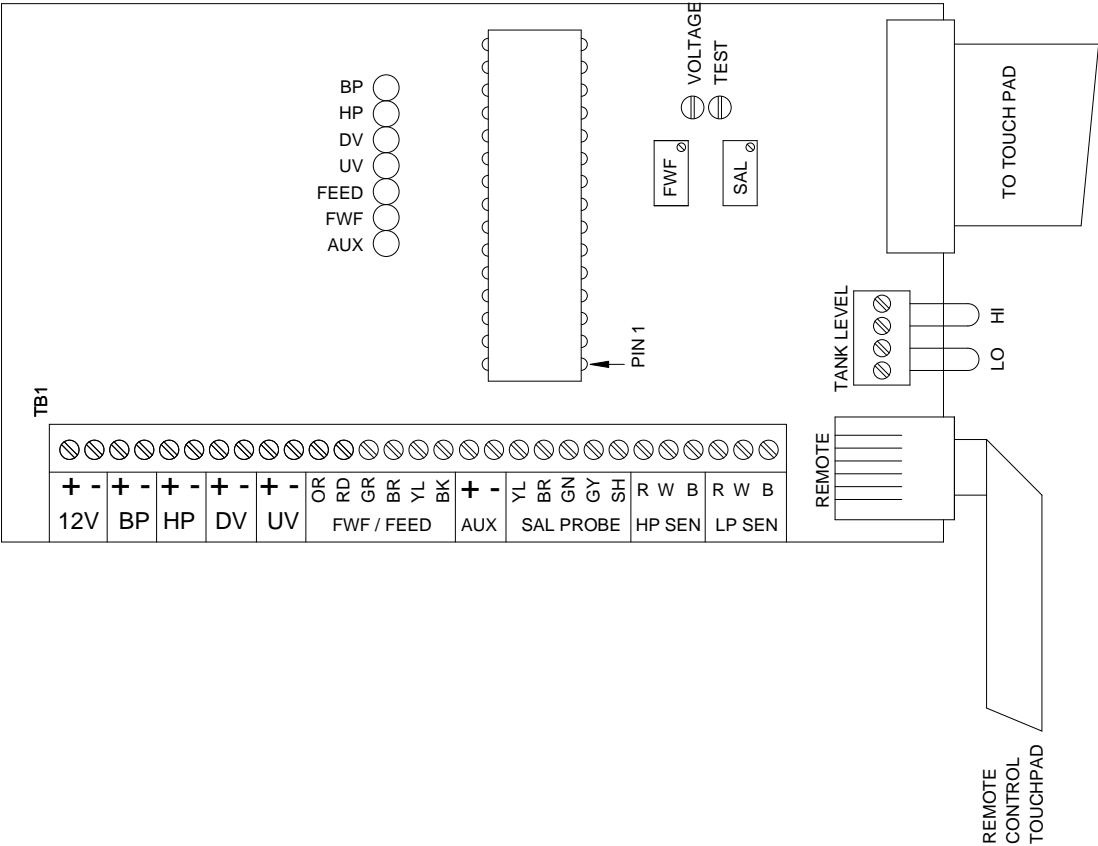 VOLTAGE
TEST
BP
HP
DV
UV
FEED
FWF
AUX
FWF
SAL
TO TOUCH PAD
PIN 1
TANK LEVEL
HI
LO
TB1
+ - + - + - + - + - OR RD GR BR YL BK + - YL BR GN GY SH R W B R W B
12V BP HP DV UV FWF / FEED AUX SAL PROBE HP SEN LP SEN
REMOTE
REMOTE
CONTROL
TOUCHPAD